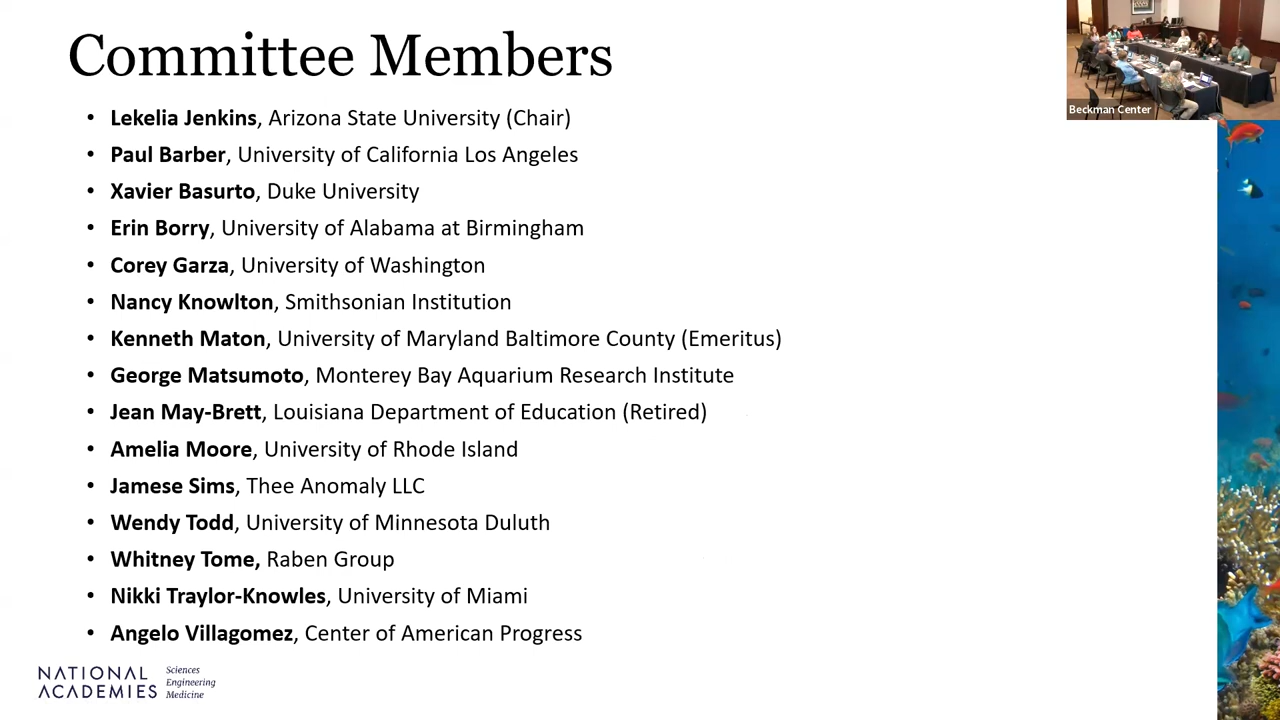 Committee Members
• Lekelia Jenkins, Arizona State University (Chair)
• Paul Barber, University of California Los Angeles
• Xavier Basurto, Duke University
• Erin Borry, University of Alabama at Birmingham
• Corey Garza, University of Washington
• Nancy Knowlton, Smithsonian Institution
• Kenneth Maton, University of Maryland Baltimore County (Emeritus)
• George Matsumoto, Monterey Bay Aquarium Research Institute
• Jean May-Brett, Louisiana Department of Education (Retired)
• Amelia Moore, University of Rhode Island
• Jamese Sims, Thee Anomaly LLC
• Wendy Todd, University of Minnesota Duluth
• Whitney Tome, Raben Group
• Nikki Traylor-Knowles, University of Miami
• Angelo Villagomez, Center of American Progress
NATIONAL
ACADEMIES
Sciences
Engineering
Medicine
Beckman Center